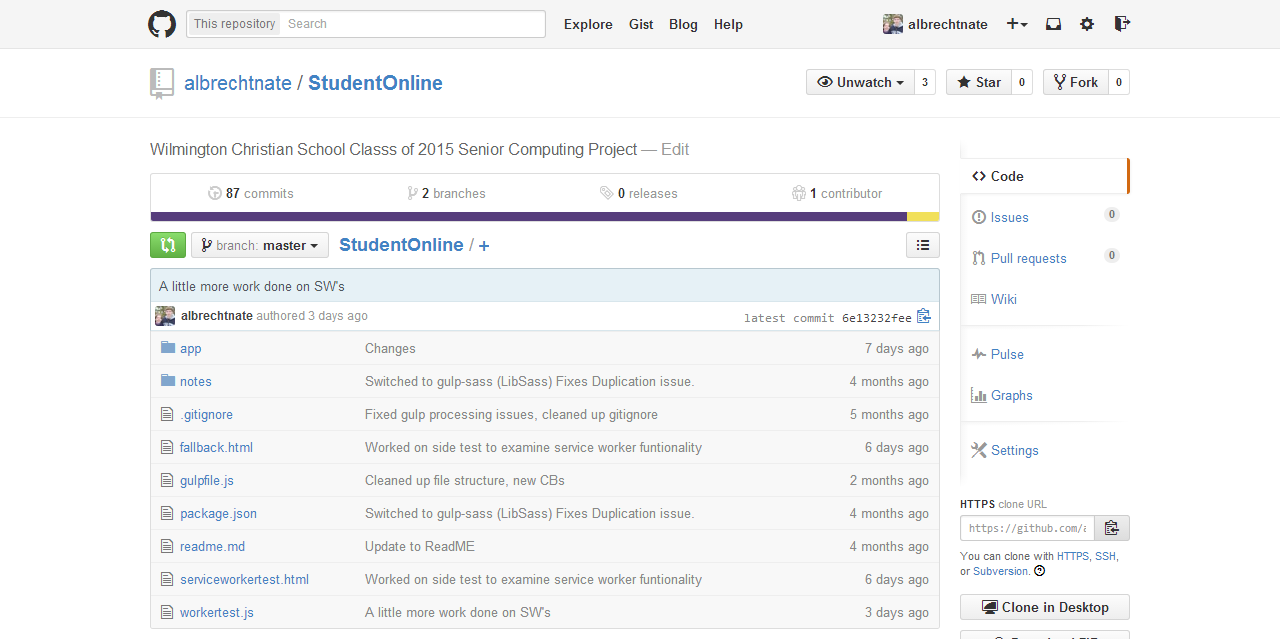 This repository Search Explore Gist Blog Help albrechtnate
albrechtnate / StudentOnline Unwatch 3 Star 0 Fork 0
Wilmington Christian School Classs of 2015 Senior Computing Project — Edit
87 commits 2 branches 0 releases 1 contributor
branch: master StudentOnline / +
A little more work done on SW's
albrechtnate authored 3 days ago latest commit 6e13232fee
app Changes 7 days ago
notes Switched to gulp-sass (LibSass) Fixes Duplication issue. 4 months ago
.gitignore Fixed gulp processing issues, cleaned up gitignore 5 months ago
fallback.html Worked on side test to examine service worker funtionality 6 days ago
gulpfile.js Cleaned up file structure, new CBs 2 months ago
package.json Switched to gulp-sass (LibSass) Fixes Duplication issue. 4 months ago
readme.md Update to ReadME 4 months ago
serviceworkertest.html Worked on side test to examine service worker funtionality 6 days ago
workertest.js A little more work done on SW's 3 days ago
Code
Issues 0
Pull requests 0
Wiki
Pulse
Graphs
Settings
HTTPS clone URL
https://github.com/a
You can clone with HTTPS, SSH,
or Subversion.
Clone in Desktop